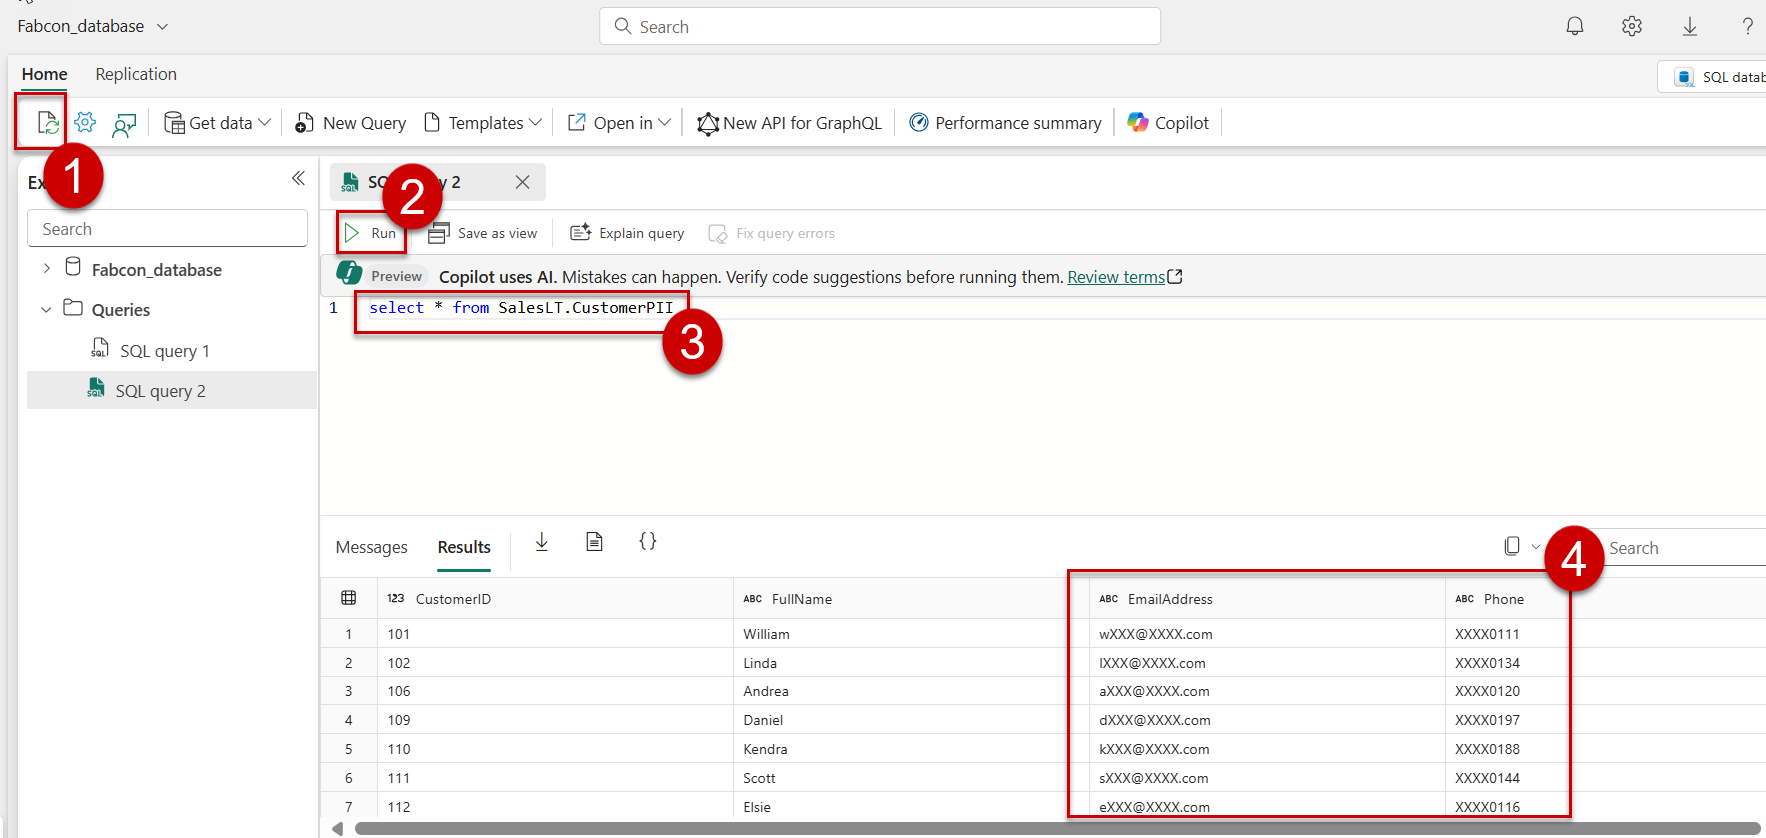 Fabcon_database
Search
?
Home Replication
SQL datab
Get data New Query Templates Open in New API for GraphQL Performance summary Copilot
1
Ex
SQL query 2
2
Search
Run Save as view Explain query Fix query errors
Fabcon_database
Preview Copilot uses AI. Mistakes can happen. Verify code suggestions before running them. Review terms
Queries
1 select * from SalesLT.CustomerPII
3
SQL query 1
SQL query 2
Messages Results {} Search
4
123 CustomerID ABC FullName ABC EmailAddress ABC Phone
1 101 William wXXX@XXXX.com XXXX0111
2 102 Linda lXXX@XXXX.com XXXX0134
3 106 Andrea aXXX@XXXX.com XXXX0120
4 109 Daniel dXXX@XXXX.com XXXX0197
5 110 Kendra kXXX@XXXX.com XXXX0188
6 111 Scott sXXX@XXXX.com XXXX0144
7 112 Elsie eXXX@XXXX.com XXXX0116